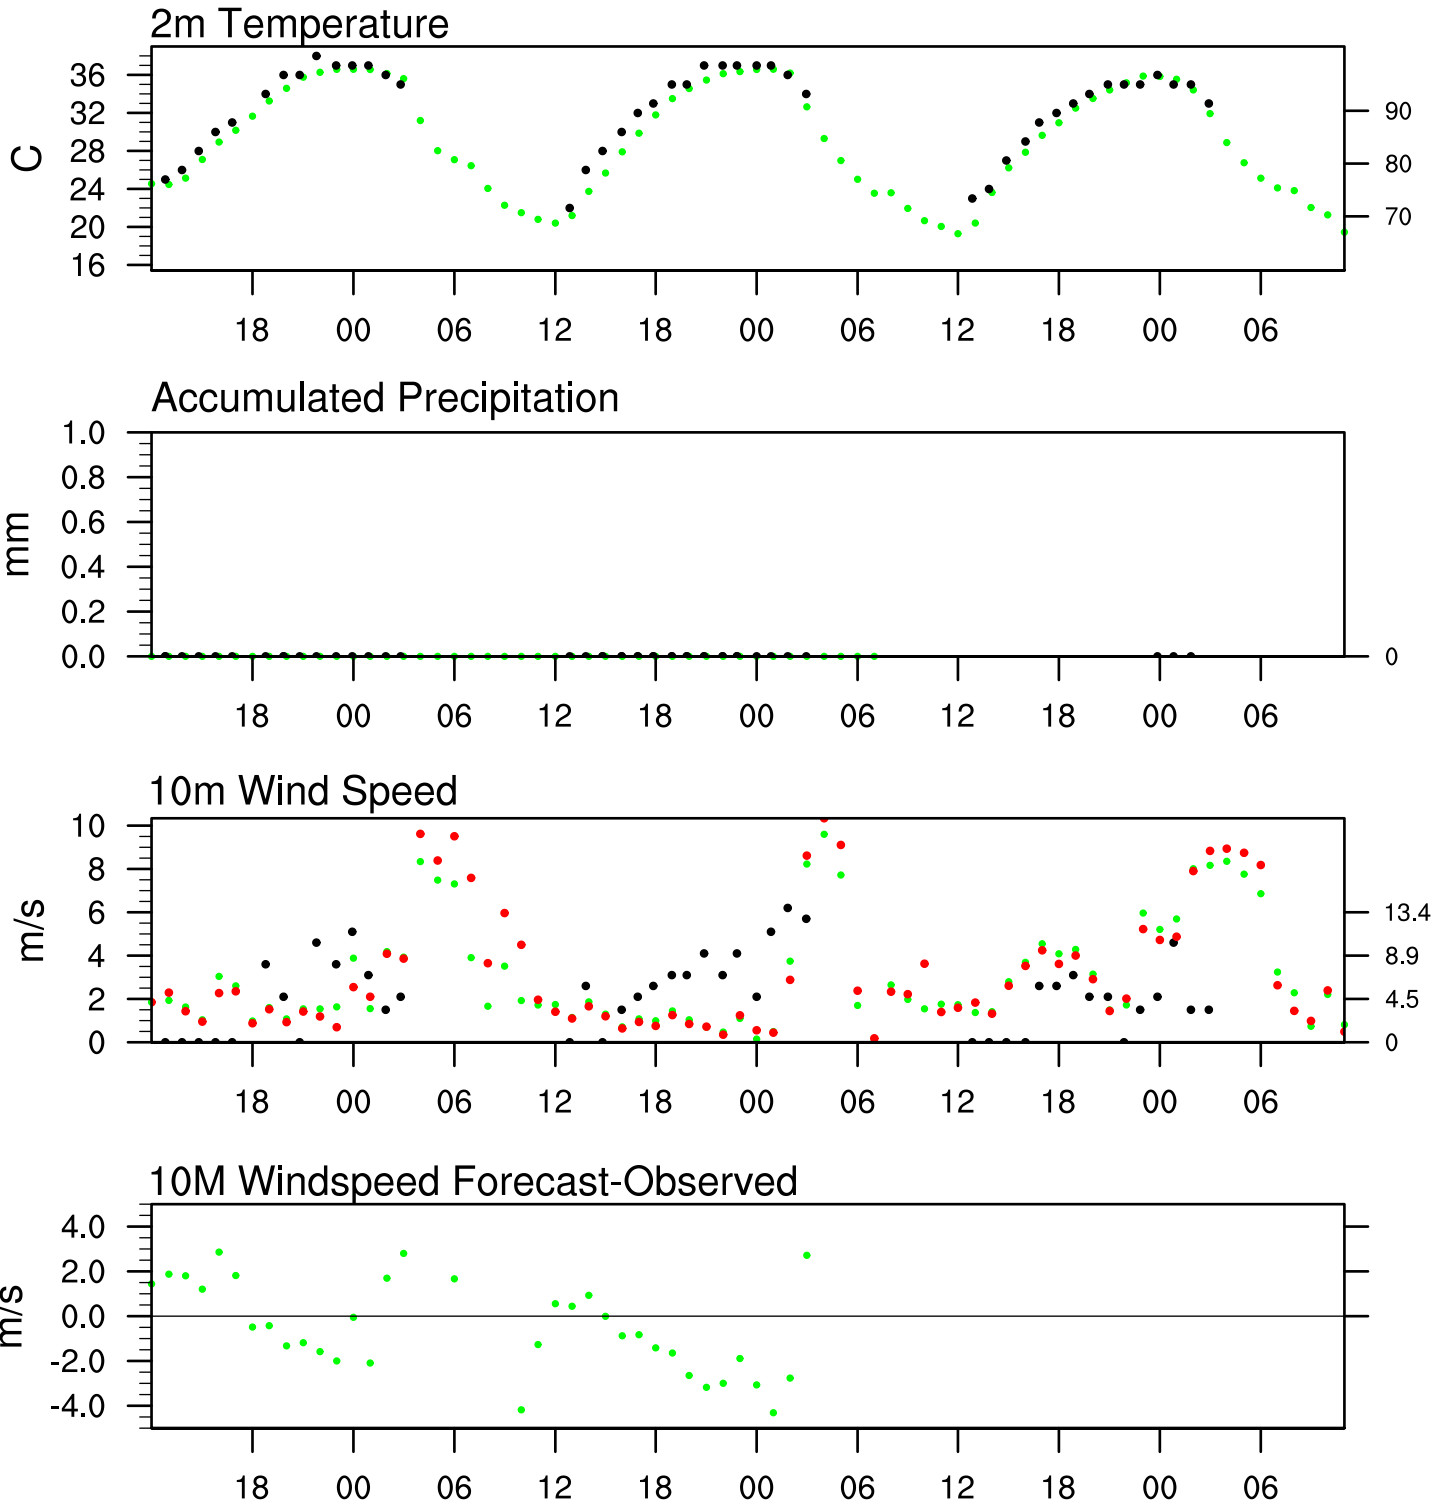 2m Temperature
C
36
32
28
24
20
16
90
80
70
18 00 06 12 18 00 06 12 18 00 06
Accumulated Precipitation
mm
1.0
0.8
0.6
0.4
0.2
0.0
0
18 00 06 12 18 00 06 12 18 00 06
10m Wind Speed
m/s
10
8
6
4
2
0
13.4
8.9
4.5
0
18 00 06 12 18 00 06 12 18 00 06
10M Windspeed Forecast-Observed
m/s
4.0
2.0
0.0
-2.0
-4.0
18 00 06 12 18 00 06 12 18 00 06